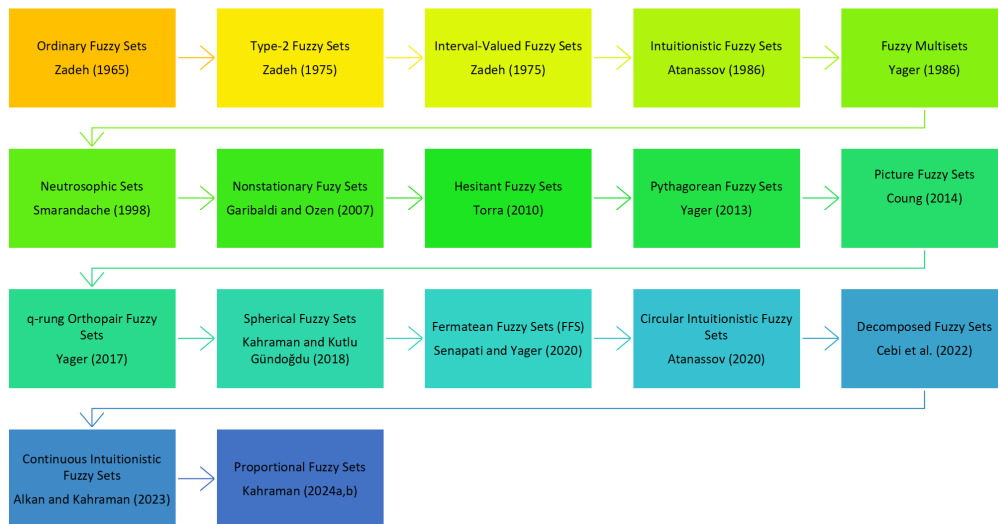 Ordinary Fuzzy Sets
Zadeh (1965)
Type-2 Fuzzy Sets
Zadeh (1975)
Interval-Valued Fuzzy Sets
Zadeh (1975)
Intuitionistic Fuzzy Sets
Atanassov (1986)
Fuzzy Multisets
Yager (1986)
Neutrosophic Sets
Smarandache (1998)
Nonstationary Fuzy Sets
Garibaldi and Ozen (2007)
Hesitant Fuzzy Sets
Torra (2010)
Pythagorean Fuzzy Sets
Yager (2013)
Picture Fuzzy Sets
Coung (2014)
q-rung Orthopair Fuzzy
Sets
Yager (2017)
Spherical Fuzzy Sets
Kahraman and Kutlu
Gündoğdu (2018)
Fermatean Fuzzy Sets (FFS)
Senapati and Yager (2020)
Circular Intuitionistic Fuzzy
Sets
Atanassov (2020)
Decomposed Fuzzy Sets
Cebi et al. (2022)
Continuous Intuitionistic
Fuzzy Sets
Alkan and Kahraman (2023)
Proportional Fuzzy Sets
Kahraman (2024a,b)